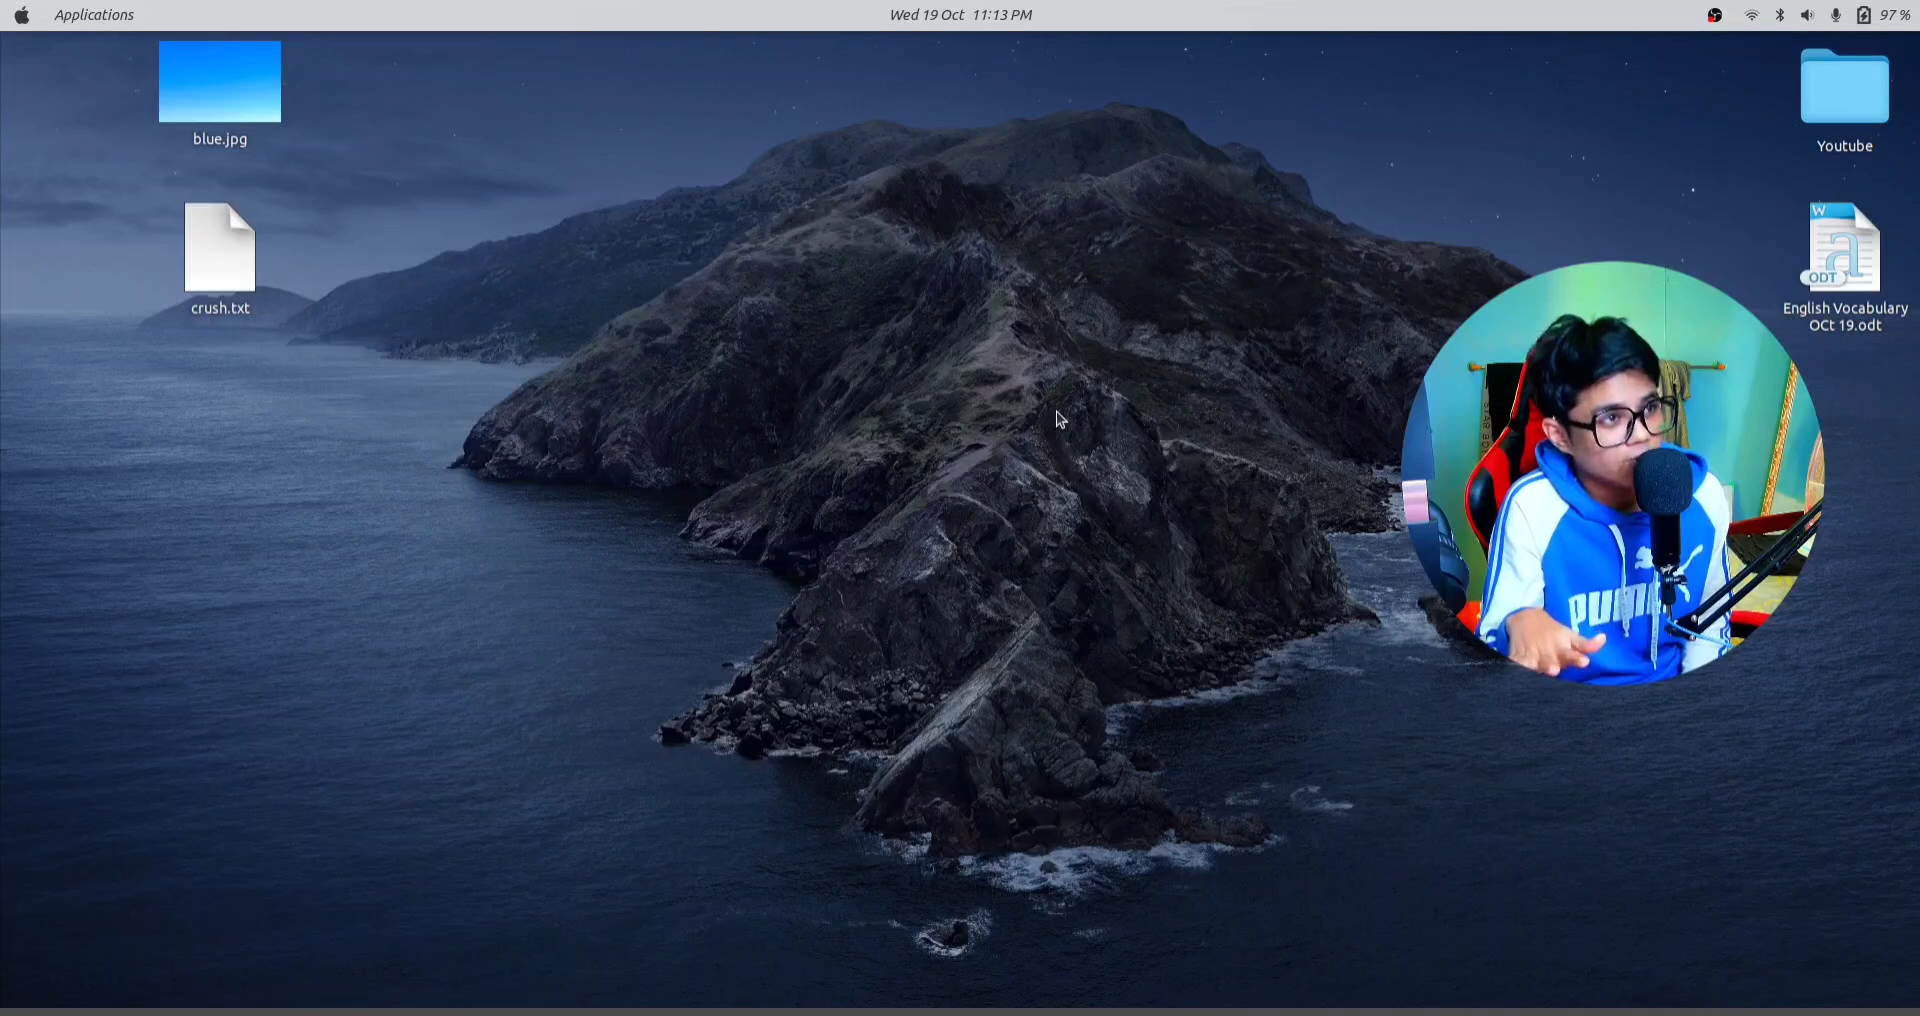 Applications
Wed 19 Oct 11:13 PM
97 %
blue.jpg
crush.txt
Youtube
W
a
ODT
English Vocabulary
OCt 19.odt
PUMA